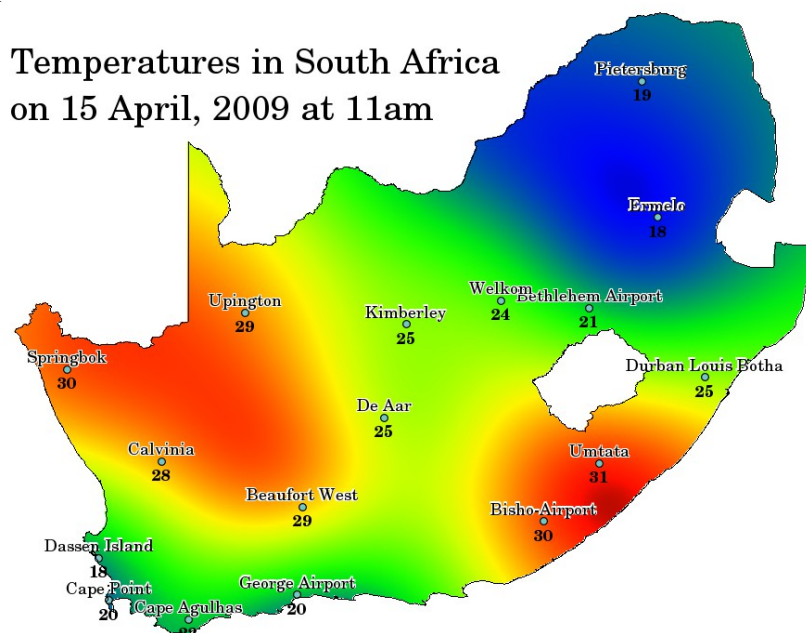 Temperatures in South Africa
on 15 April, 2009 at 11am
Pietersburg
19
Ermelo
18
Upington
29
Kimberley
25
Welkom
24
Bethlehem Airport
21
Springbok
30
Durban Louis Botha
25
De Aar
25
Calvinia
28
Umtata
31
Beaufort West
29
Bisho-Airport
30
Dassen Island
18
Cape Point
20
George Airport
20
Cape Agulhas